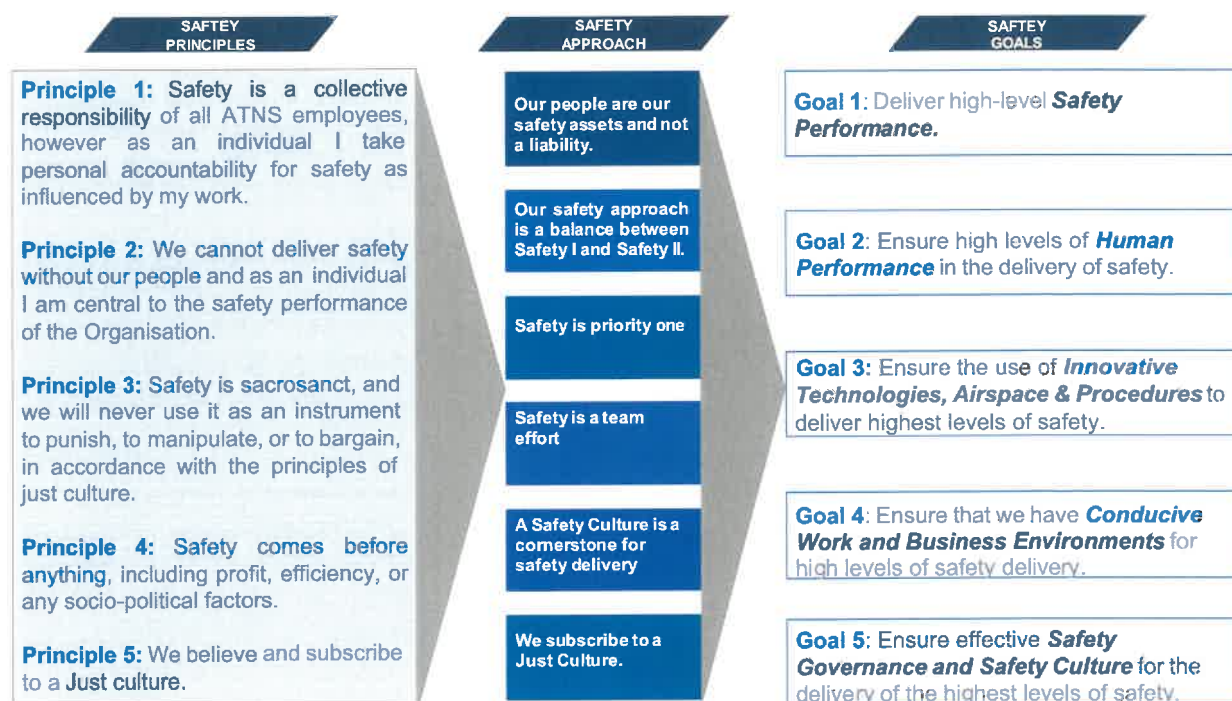 SAFTEY
PRINCIPLES
Principle 1: Safety is a collective
responsibility of all ATNS employees,
however as an individual I take
personal accountability for safety as
influenced by my work.
Principle 2: We cannot deliver safety
without our people and as an individual
I am central to the safety performance
of the Organisation.
Principle 3: Safety is sacrosanct, and
we will never use it as an instrument
to punish, to manipulate, or to bargain,
in accordance with the principles of
just culture.
Principle 4: Safety comes before
anything, including profit, efficiency, or
any socio-political factors.
Principle 5: We believe and subscribe
to a Just culture.
SAFETY
APPROACH
Our people are our
safety assets and not
a liability.
Our safety approach
is a balance between
Safety I and Safety II.
Safety is priority one
Safety is a team
effort
A Safety Culture is a
cornerstone for
safety delivery
We subscribe to a
Just Culture.
SAFTEY
GOALS
Goal 1: Deliver high-level Safety
Performance.
Goal 2: Ensure high levels of Human
Performance in the delivery of safety.
Goal 3: Ensure the use of Innovative
Technologies, Airspace & Procedures to
deliver highest levels of safety.
Goal 4: Ensure that we have Conducive
Work and Business Environments for
high levels of safety delivery.
Goal 5: Ensure effective Safety
Governance and Safety Culture for the
delivery of the highest levels of safety.